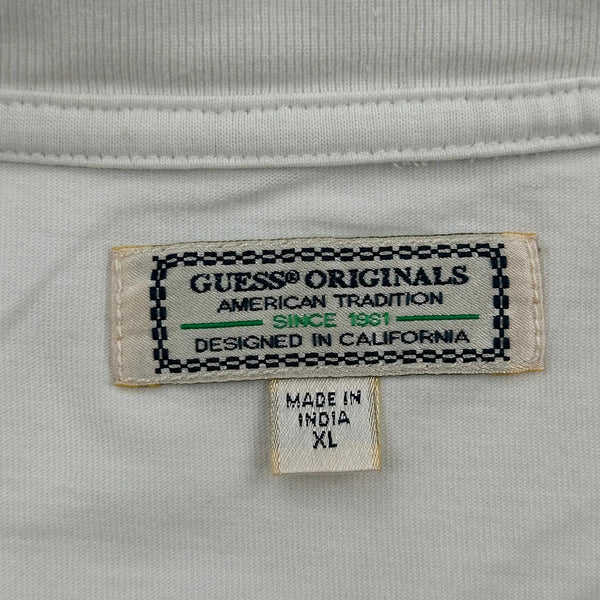 GUESS® ORIGINALS
AMERICAN TRADITION
SINCE 1981
DESIGNED IN CALIFORNIA
MADE IN
INDIA
XL